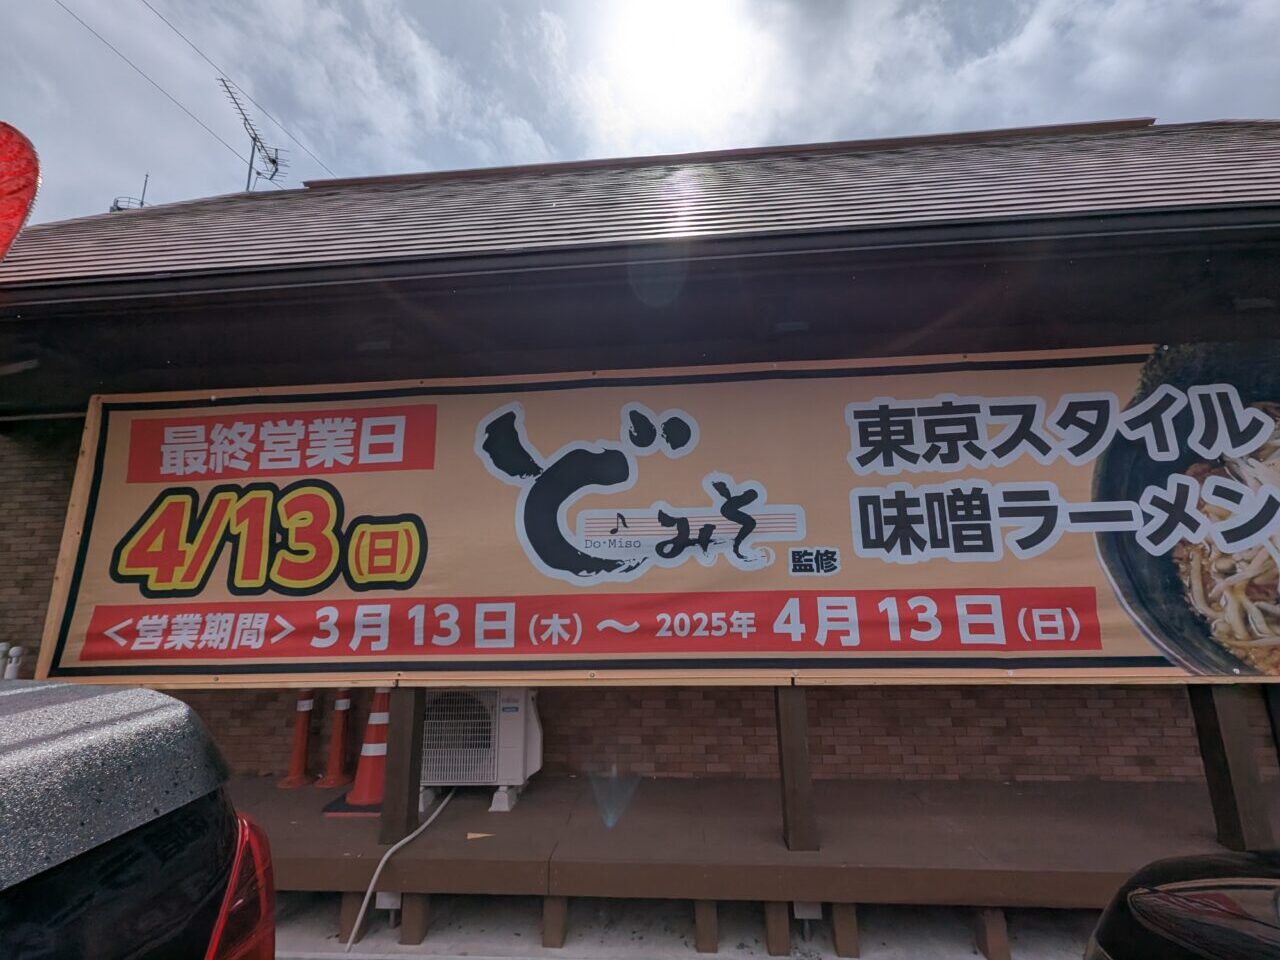 最終営業日
4/13(日)
どみそ
Do・Miso
監修
東京スタイル
味噌ラーメン
＜営業期間＞ 3月13日(木) ～ 2025年 4月13日(日)